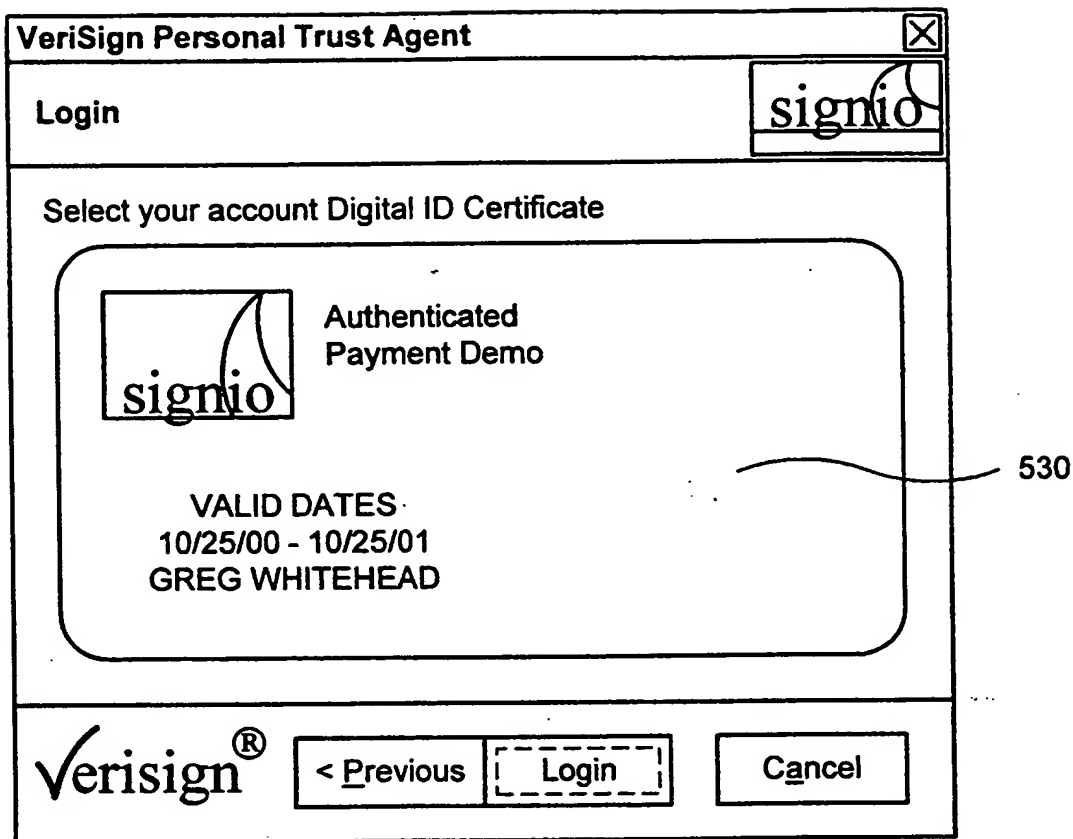 VeriSign Personal Trust Agent
Login
signio
Select your account Digital ID Certificate
signio
Authenticated
Payment Demo
530
VALID DATES
10/25/00 - 10/25/01
GREG WHITEHEAD
Verisign®
< Previous
Login
Cancel